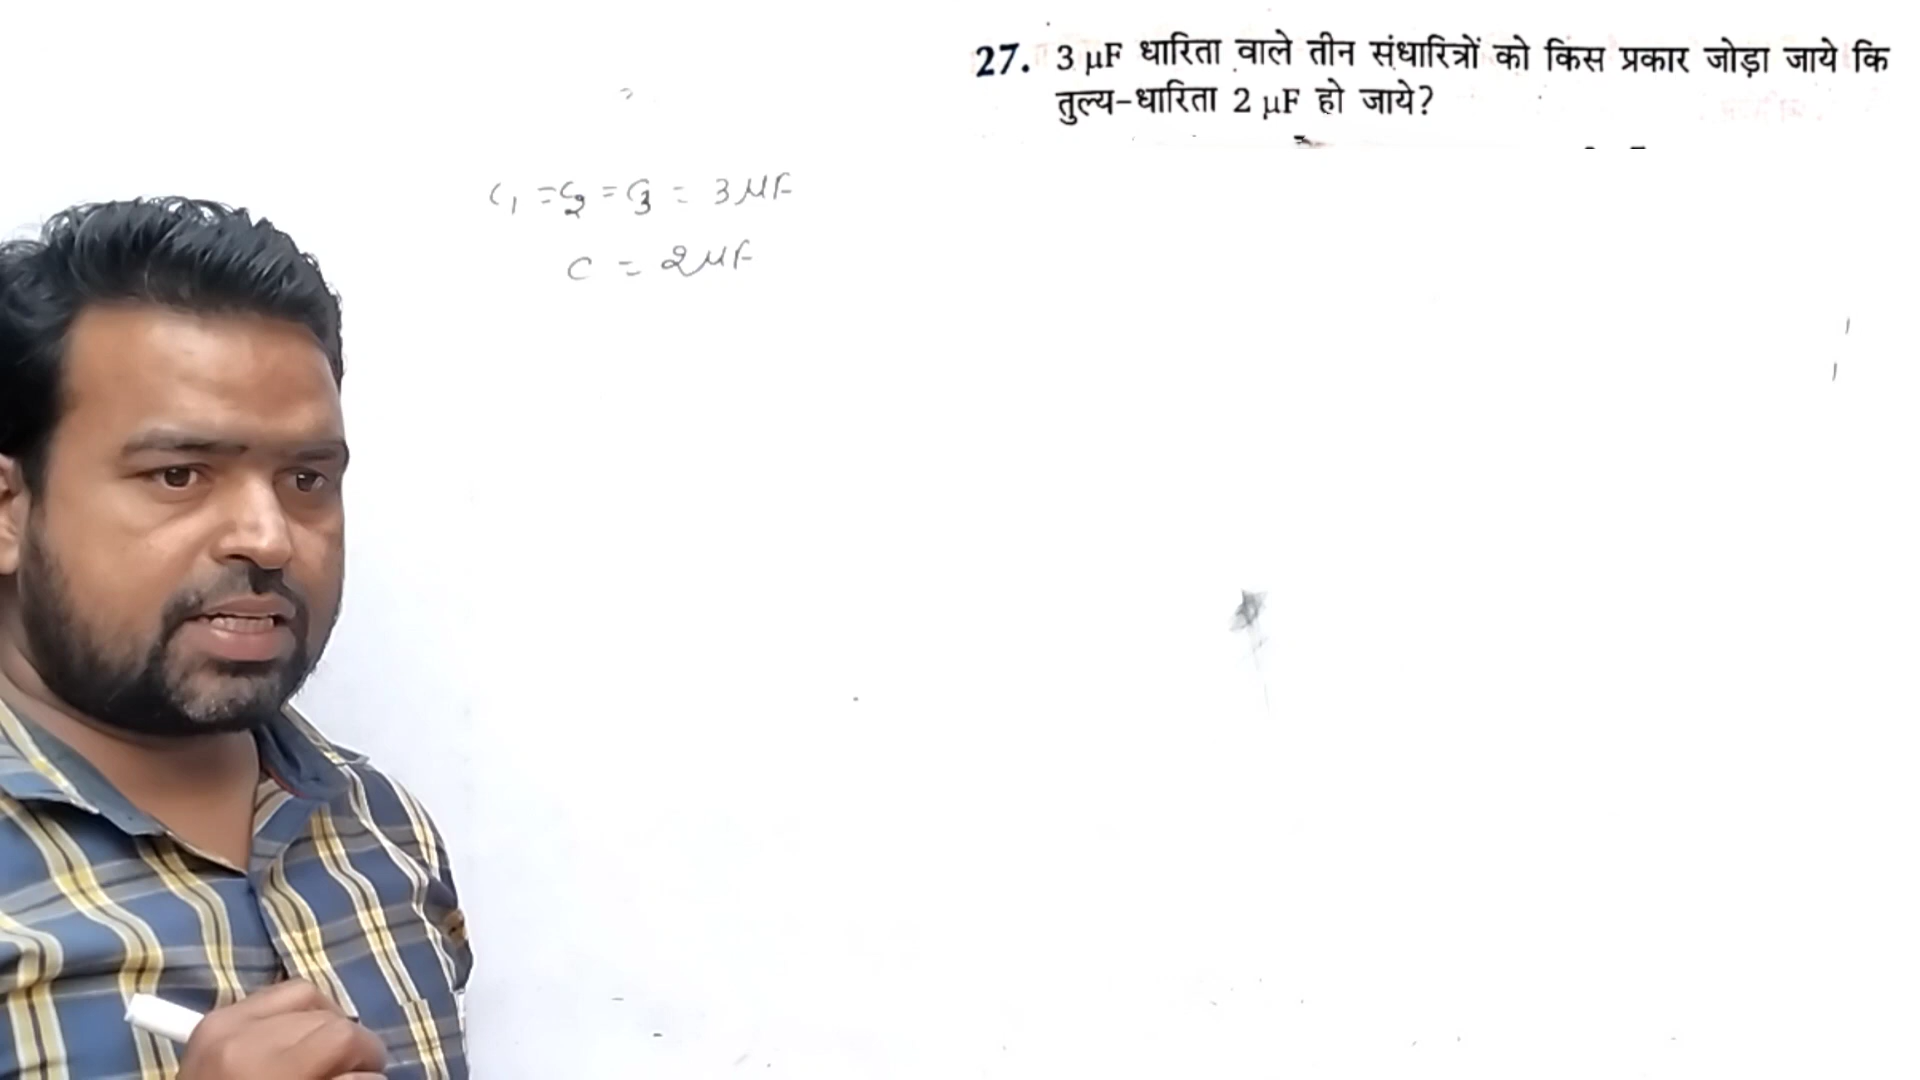 27. 3 μF धारिता वाले तीन संधारित्रों को किस प्रकार जोड़ा जाये कि
तुल्य-धारिता 2 μF हो जाये?
C₁ = C₂ = C₃ = 3 μF
C = 2 μF